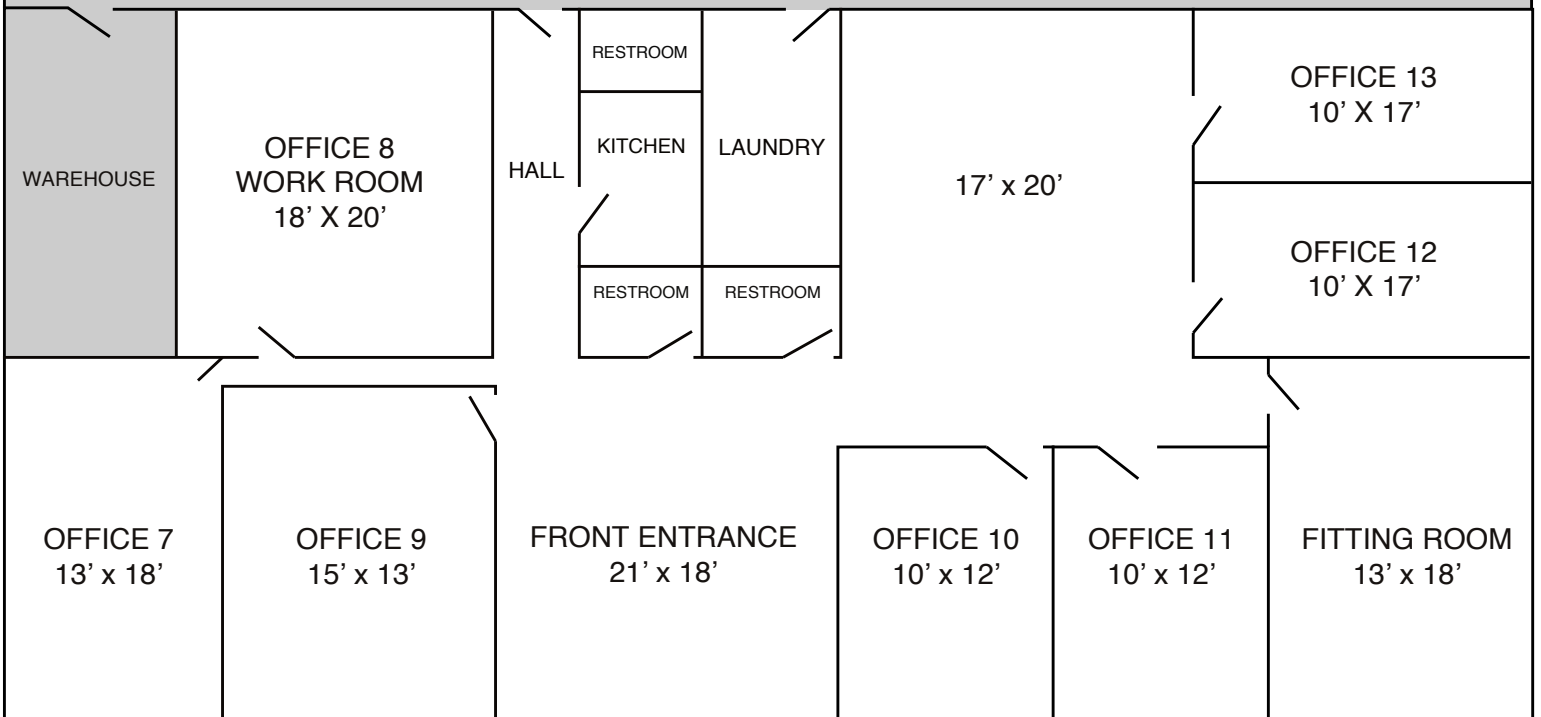 WAREHOUSE
OFFICE 8
WORK ROOM
18’ X 20’
HALL
RESTROOM
KITCHEN
LAUNDRY
RESTROOM
RESTROOM
17’ x 20’
OFFICE 13
10’ X 17’
OFFICE 12
10’ X 17’
OFFICE 7
13’ x 18’
OFFICE 9
15’ x 13’
FRONT ENTRANCE
21’ x 18’
OFFICE 10
10’ x 12’
OFFICE 11
10’ x 12’
FITTING ROOM
13’ x 18’